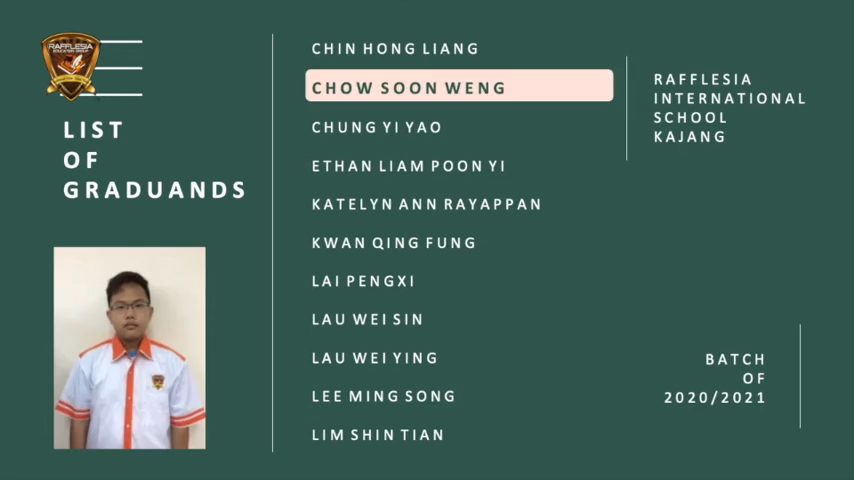 RAFFLESIA
LIST
OF
GRADUANDS
CHIN HONG LIANG
CHOW SOON WENG
CHUNG YI YAO
ETHAN LIAM POON YI
KATELYN ANN RAYAPPAN
KWAN QING FUNG
LAI PENGXI
LAU WEI SIN
LAU WEI YING
LEE MING SONG
LIM SHIN TIAN
RAFFLESIA
INTERNATIONAL
SCHOOL
KAJANG
BATCH
OF
2020/2021